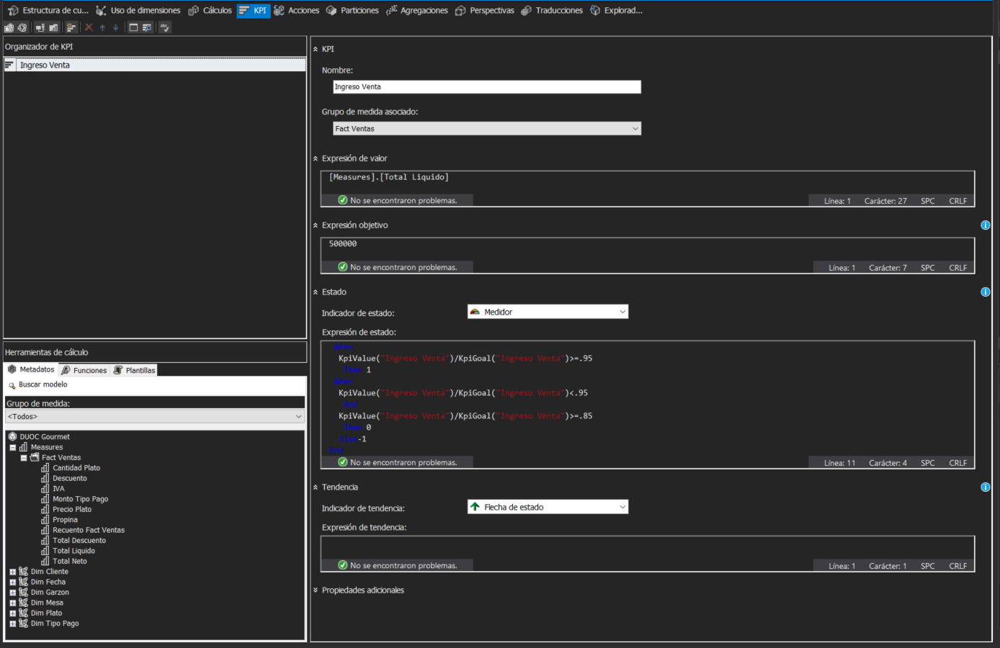 Estructura de cu... Uso de dimensiones Cálculos KPI Acciones Particiones Agregaciones Perspectivas Traducciones Explorad...
Organizador de KPI
Ingreso Venta
Herramientas de cálculo
Metadatos Funciones Plantillas
Buscar modelo
Grupo de medida:
<Todos>
DUOC Gourmet
Measures
Fact Ventas
Cantidad Plato
Descuento
IVA
Monto Tipo Pago
Precio Plato
Propina
Recuento Fact Ventas
Total Descuento
Total Liquido
Total Neto
Dim Cliente
Dim Fecha
Dim Garzon
Dim Mesa
Dim Plato
Dim Tipo Pago
KPI
Nombre:
Ingreso Venta
Grupo de medida asociado:
Fact Ventas
Expresión de valor
[Measures].[Total Liquido]
No se encontraron problemas. Línea: 1 Carácter: 27 SPC CRLF
Expresión objetivo
500000
No se encontraron problemas. Línea: 1 Carácter: 7 SPC CRLF
Estado
Indicador de estado: Medidor
Expresión de estado:
When
KpiValue("Ingreso Venta")/KpiGoal("Ingreso Venta")>=.95
Then 1
When
KpiValue("Ingreso Venta")/KpiGoal("Ingreso Venta")<.95
And
KpiValue("Ingreso Venta")/KpiGoal("Ingreso Venta")>=.85
Then 0
Else-1
End
No se encontraron problemas. Línea: 11 Carácter: 4 SPC CRLF
Tendencia
Indicador de tendencia: Flecha de estado
Expresión de tendencia:
No se encontraron problemas. Línea: 1 Carácter: 1 SPC CRLF
Propiedades adicionales